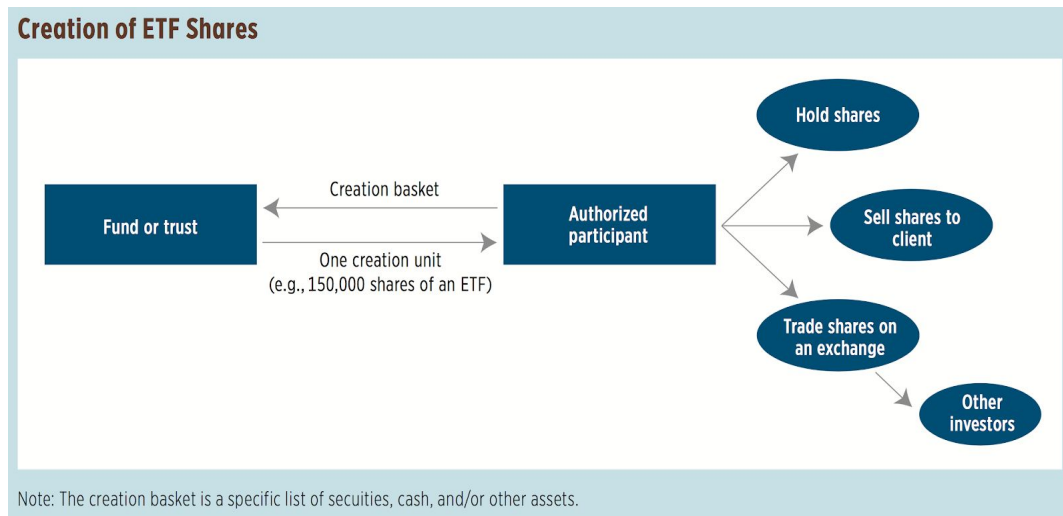 Creation of ETF Shares
Fund or trust
Creation basket
One creation unit
(e.g., 150,000 shares of an ETF)
Authorized
participant
Hold shares
Sell shares to
client
Trade shares on
an exchange
Other
investors
Note: The creation basket is a specific list of secuities, cash, and/or other assets.